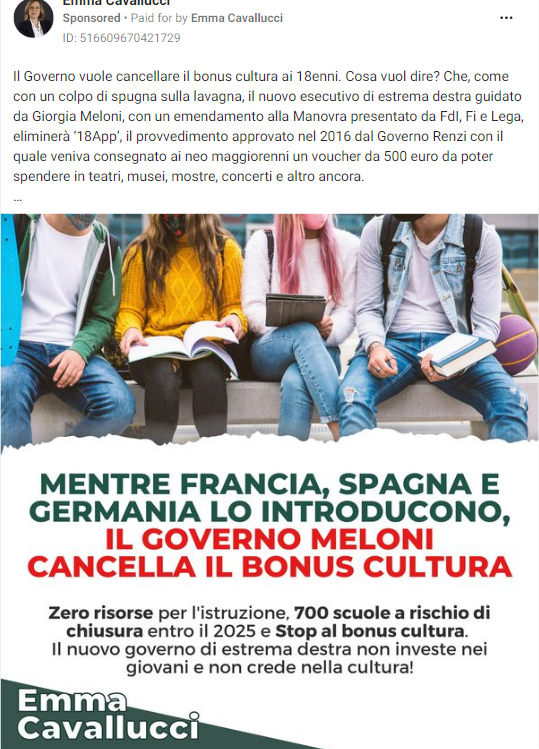 Emma Cavallucci
Sponsored • Paid for by Emma Cavallucci
ID: 516609670421729
Il Governo vuole cancellare il bonus cultura ai 18enni. Cosa vuol dire? Che, come
con un colpo di spugna sulla lavagna, il nuovo esecutivo di estrema destra guidato
da Giorgia Meloni, con un emendamento alla Manovra presentato da FdI, Fi e Lega,
eliminerà ‘18App’, il provvedimento approvato nel 2016 dal Governo Renzi con il
quale veniva consegnato ai neo maggiorenni un voucher da 500 euro da poter
spendere in teatri, musei, mostre, concerti e altro ancora.
...
MENTRE FRANCIA, SPAGNA E
GERMANIA LO INTRODUCONO,
IL GOVERNO MELONI
CANCELLA IL BONUS CULTURA
Zero risorse per l'istruzione, 700 scuole a rischio di
chiusura entro il 2025 e Stop al bonus cultura.
Il nuovo governo di estrema destra non investe nei
giovani e non crede nella cultura!
Emma
Cavallucci